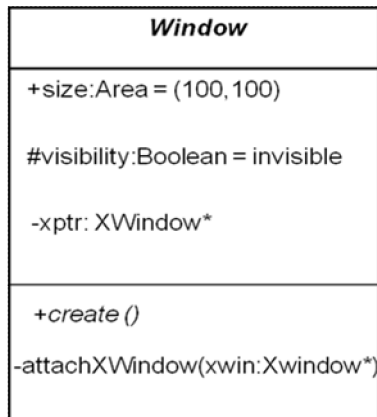 Window
+size:Area = (100,100)
#visibility:Boolean = invisible
-xptr: XWindow*
+create ()
-attachXWindow(xwin:Xwindow*)